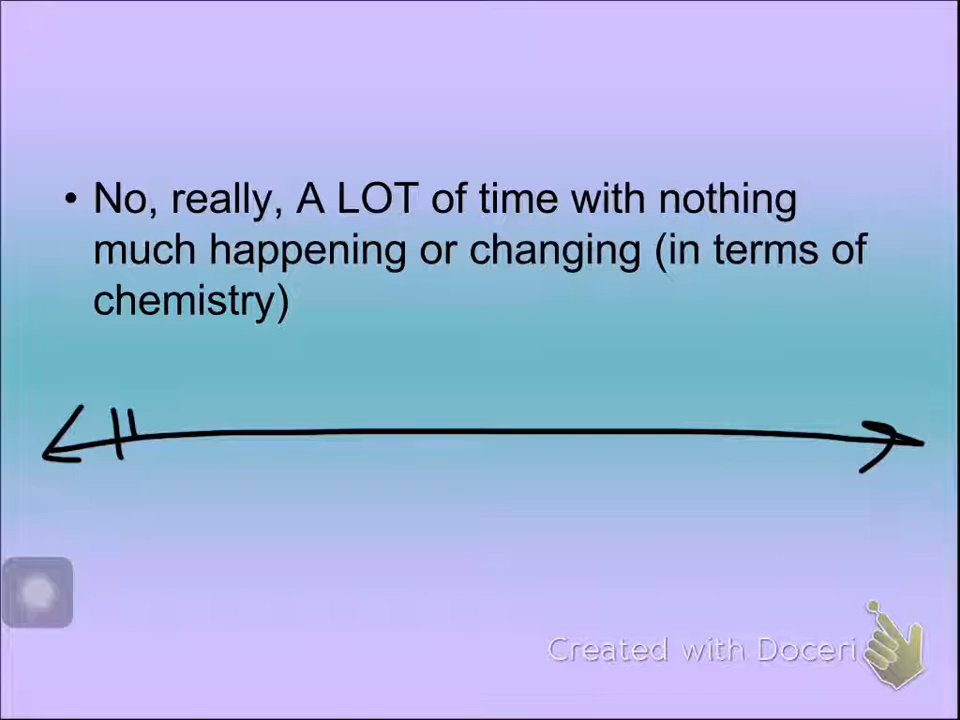 • No, really, A LOT of time with nothing
much happening or changing (in terms of
chemistry)
Created with Doceri